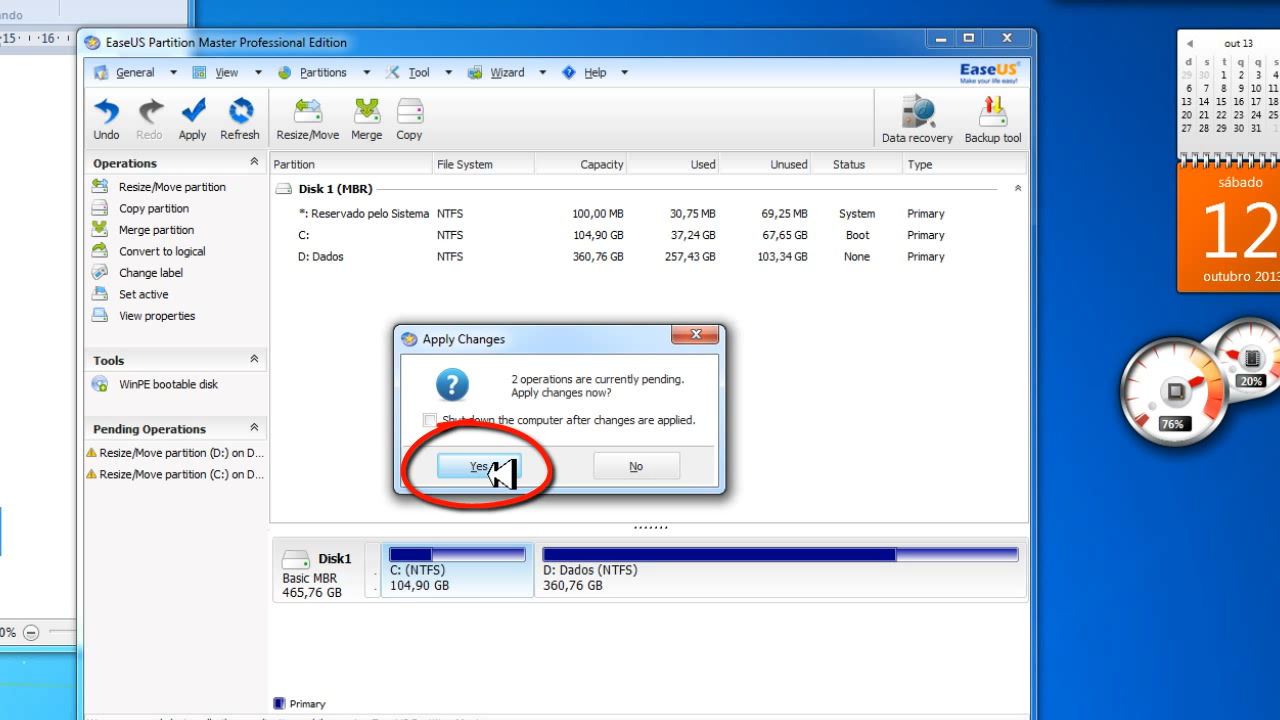 ndo
15 · ı · 16 · ı
EaseUS Partition Master Professional Edition
General View Partitions Tool Wizard Help
EaseUS®
Make your life easy!
Undo Redo Apply Refresh Resize/Move Merge Copy Data recovery Backup tool
Operations
Resize/Move partition
Copy partition
Merge partition
Convert to logical
Change label
Set active
View properties
Tools
WinPE bootable disk
Pending Operations
Resize/Move partition (D:) on D...
Resize/Move partition (C:) on D...
Partition File System Capacity Used Unused Status Type
Disk 1 (MBR)
*: Reservado pelo Sistema NTFS 100,00 MB 30,75 MB 69,25 MB System Primary
C: NTFS 104,90 GB 37,24 GB 67,65 GB Boot Primary
D: Dados NTFS 360,76 GB 257,43 GB 103,34 GB None Primary
Apply Changes
2 operations are currently pending.
Apply changes now?
Shut down the computer after changes are applied.
Yes No
Disk1
Basic MBR
465,76 GB
C: (NTFS)
104,90 GB
D: Dados (NTFS)
360,76 GB
Primary
0%
out 13
d s t q q s
29 30 1 2 3 4
6 7 8 9 10 11
13 14 15 16 17 18
20 21 22 23 24 25
27 28 29 30 31 1
sábado
12
outubro 2013
20%
76%